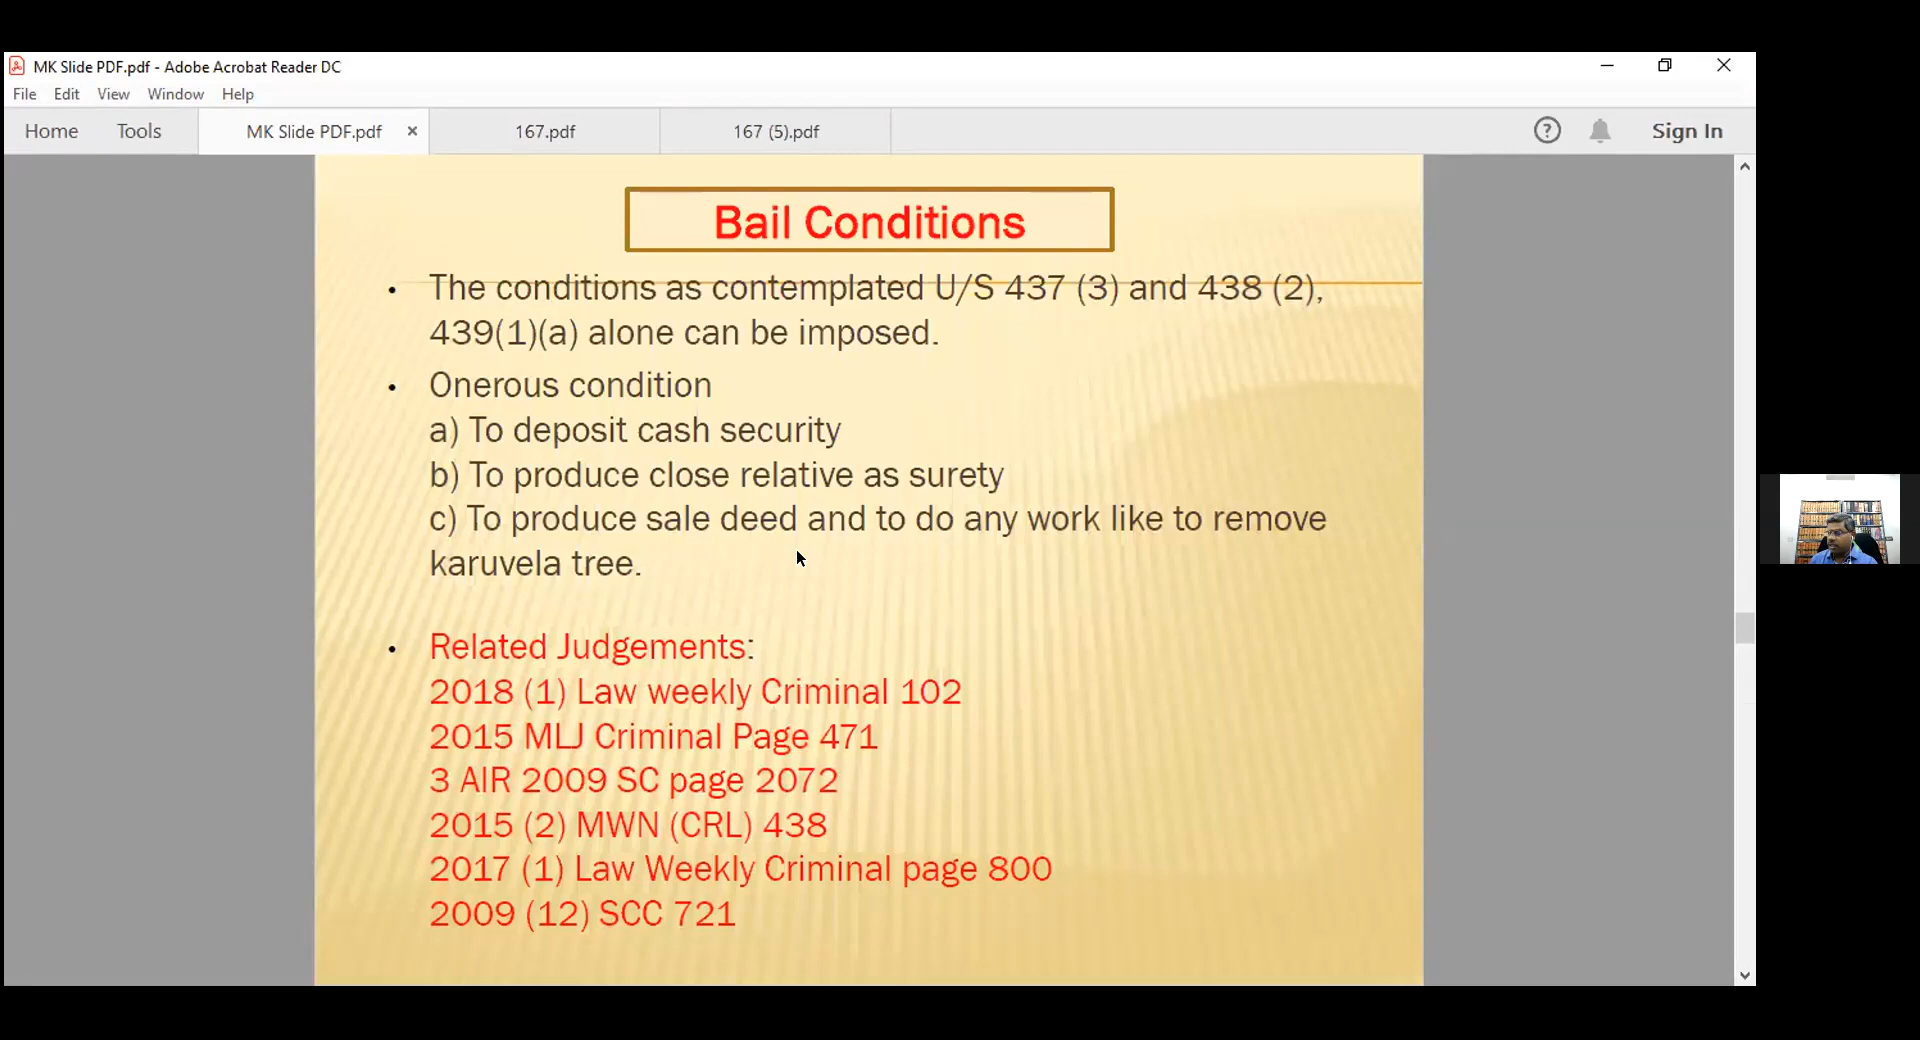 MK Slide PDF.pdf - Adobe Acrobat Reader DC
File Edit View Window Help
Home Tools MK Slide PDF.pdf × 167.pdf 167 (5).pdf ? Sign In
Bail Conditions
• The conditions as contemplated U/S 437 (3) and 438 (2),
439(1)(a) alone can be imposed.
• Onerous condition
a) To deposit cash security
b) To produce close relative as surety
c) To produce sale deed and to do any work like to remove
karuvela tree.
• Related Judgements:
2018 (1) Law weekly Criminal 102
2015 MLJ Criminal Page 471
3 AIR 2009 SC page 2072
2015 (2) MWN (CRL) 438
2017 (1) Law Weekly Criminal page 800
2009 (12) SCC 721